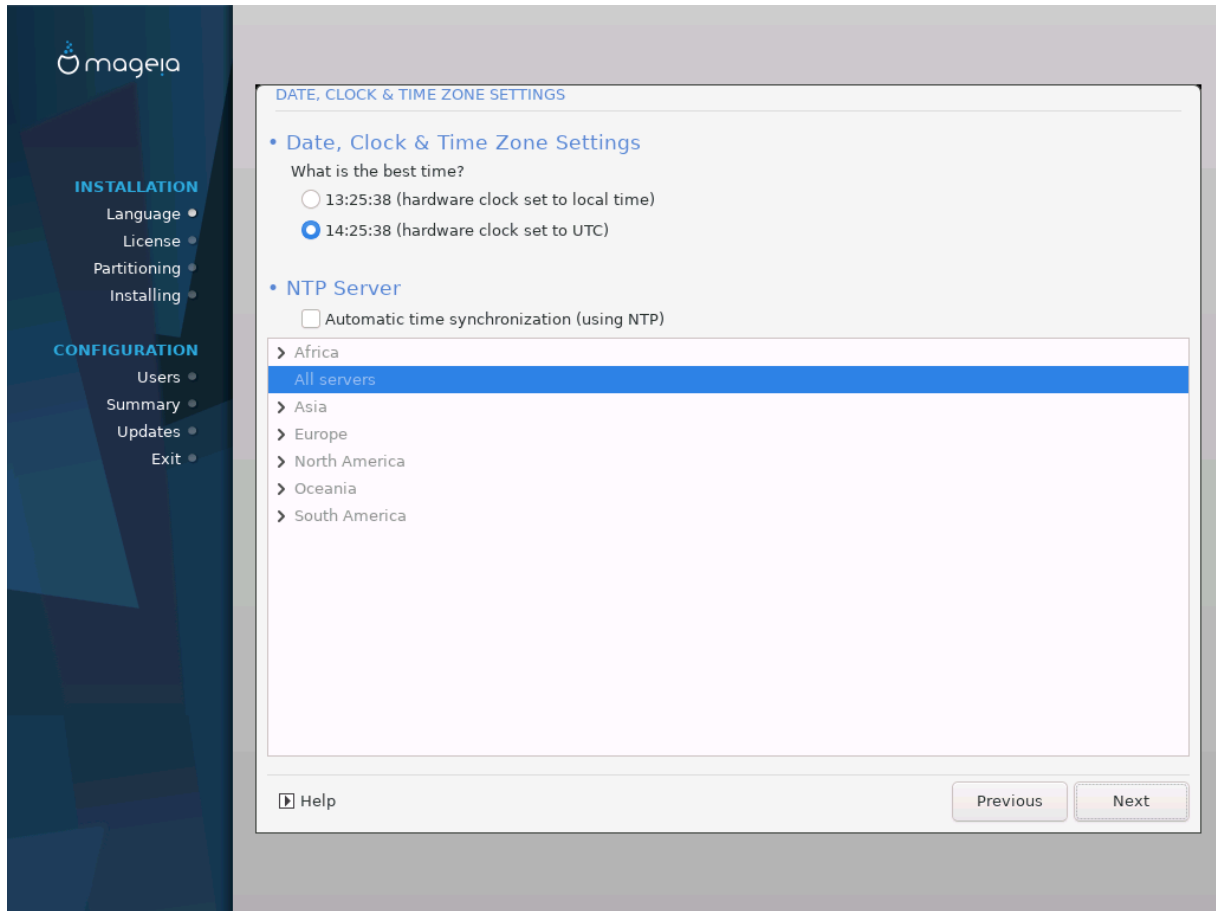 mageia
INSTALLATION
Language
License
Partitioning
Installing
CONFIGURATION
Users
Summary
Updates
Exit
DATE, CLOCK & TIME ZONE SETTINGS
• Date, Clock & Time Zone Settings
What is the best time?
13:25:38 (hardware clock set to local time)
14:25:38 (hardware clock set to UTC)
• NTP Server
Automatic time synchronization (using NTP)
Africa
All servers
Asia
Europe
North America
Oceania
South America
Help
Previous
Next